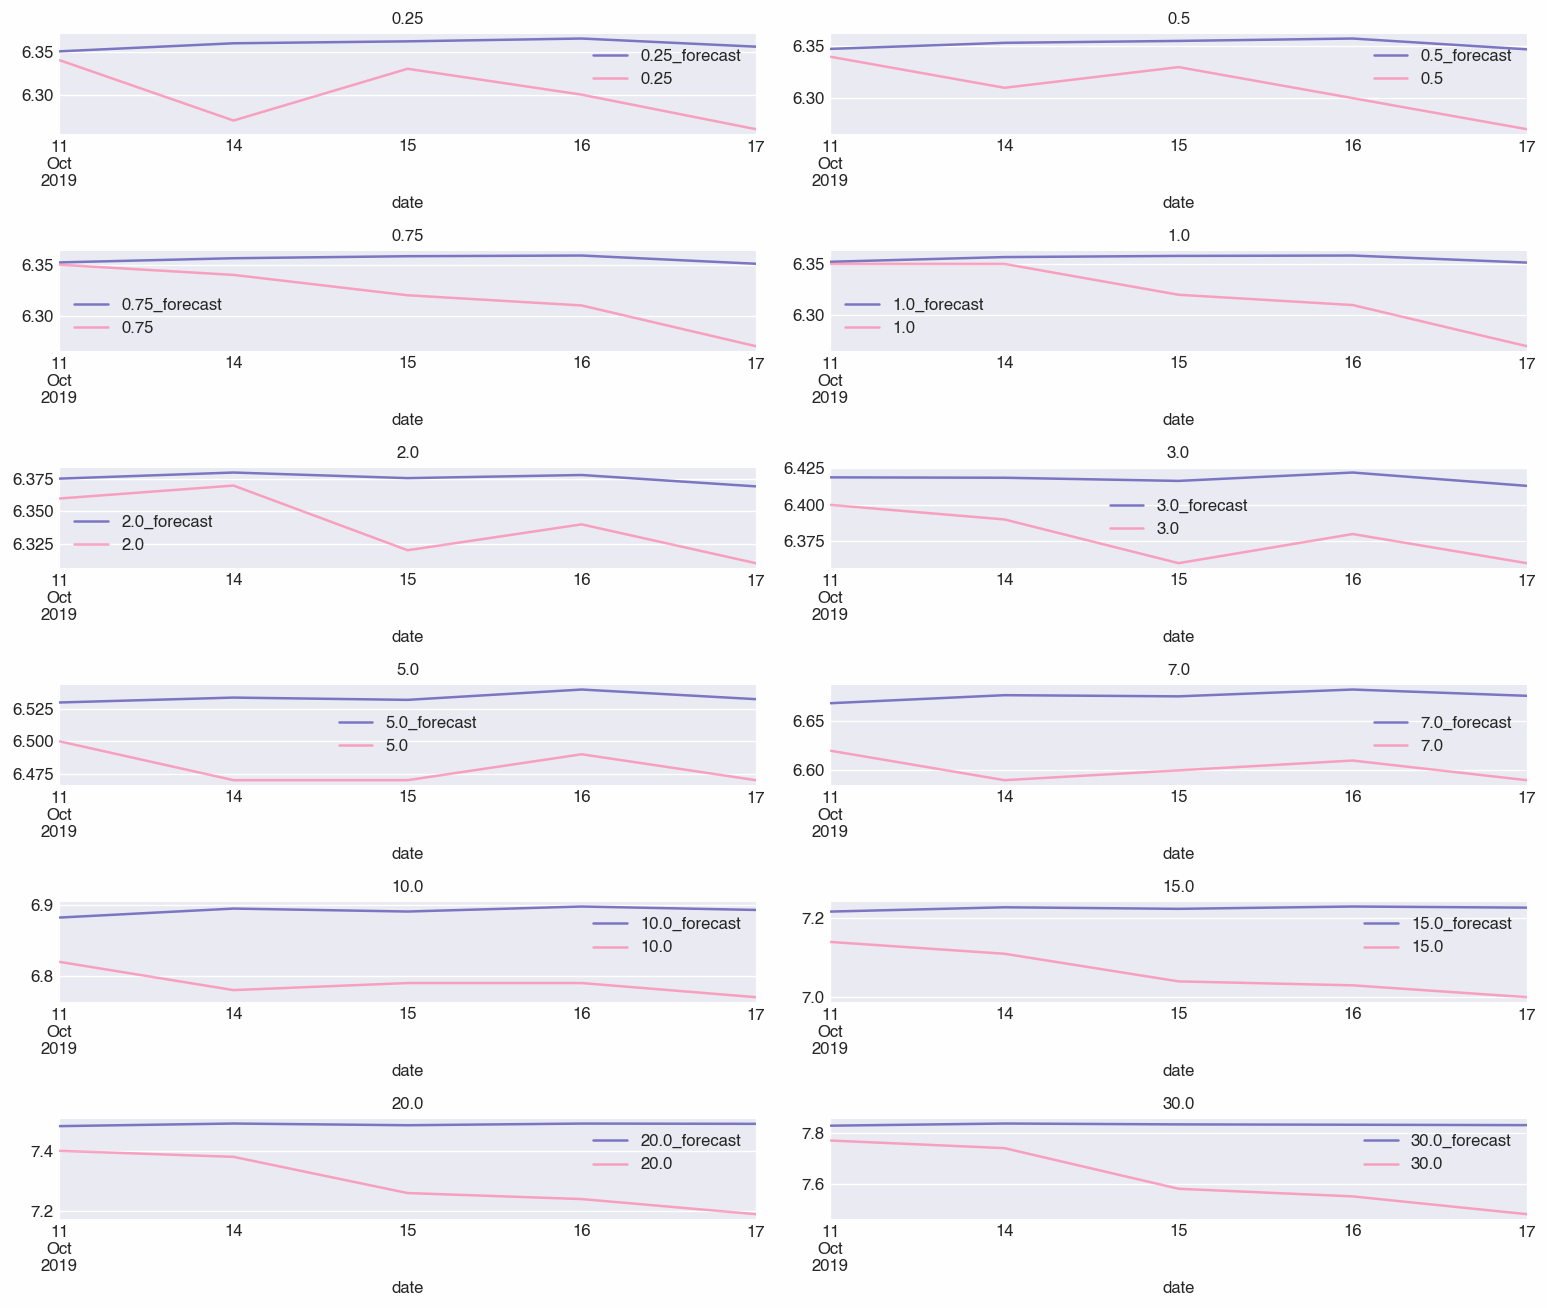 0.25
6.35
6.30
0.25_forecast
0.25
11 14 15 16 17
Oct
2019
date
0.5
6.35
6.30
0.5_forecast
0.5
11 14 15 16 17
Oct
2019
date
0.75
6.35
6.30
0.75_forecast
0.75
11 14 15 16 17
Oct
2019
date
1.0
6.35
6.30
1.0_forecast
1.0
11 14 15 16 17
Oct
2019
date
2.0
6.375
6.350
6.325
2.0_forecast
2.0
11 14 15 16 17
Oct
2019
date
3.0
6.425
6.400
6.375
3.0_forecast
3.0
11 14 15 16 17
Oct
2019
date
5.0
6.525
6.500
6.475
5.0_forecast
5.0
11 14 15 16 17
Oct
2019
date
7.0
6.65
6.60
7.0_forecast
7.0
11 14 15 16 17
Oct
2019
date
10.0
6.9
6.8
10.0_forecast
10.0
11 14 15 16 17
Oct
2019
date
15.0
7.2
7.0
15.0_forecast
15.0
11 14 15 16 17
Oct
2019
date
20.0
7.4
7.2
20.0_forecast
20.0
11 14 15 16 17
Oct
2019
date
30.0
7.8
7.6
30.0_forecast
30.0
11 14 15 16 17
Oct
2019
date